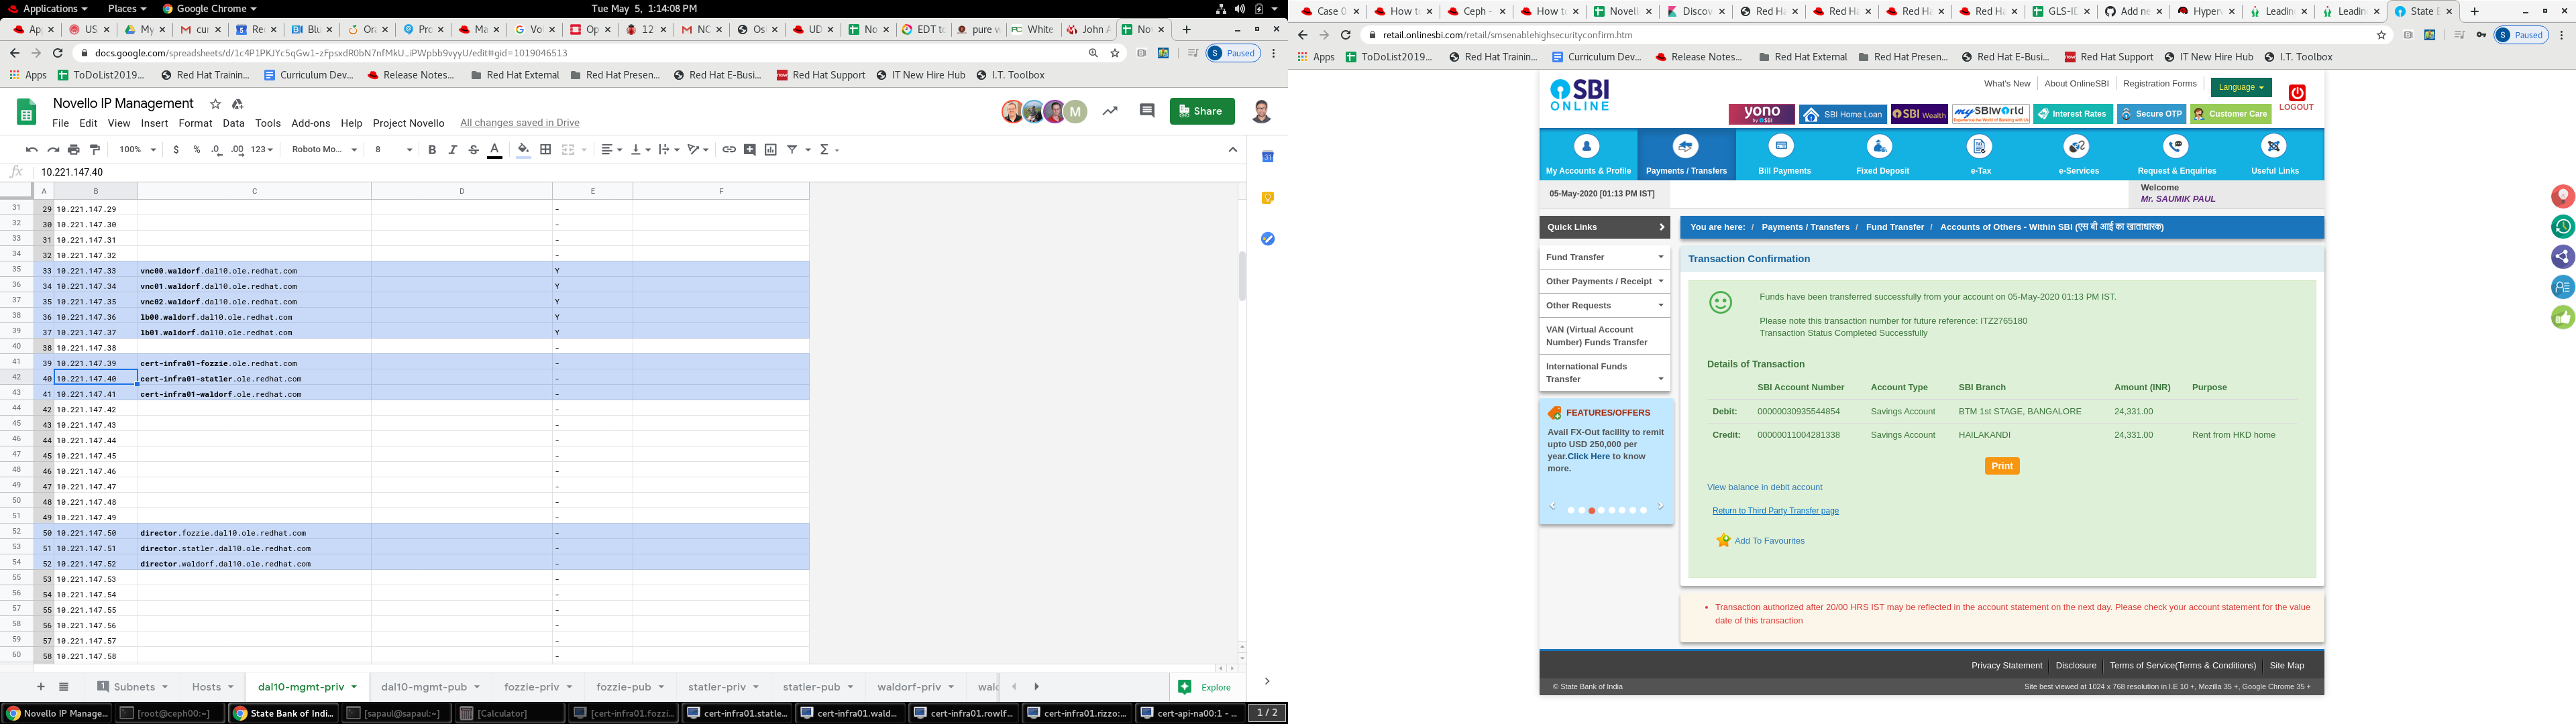 Applications
Places
Google Chrome
Tue May 5, 1:14:08 PM
docs.google.com/spreadsheets/d/1c4P1PKJYc5qGw1-zFpsxdR0bN7nfMkU_iPWpbb9vyyU/edit#gid=1019046513
Paused
Apps
ToDoList2019...
Red Hat Trainin...
Curriculum Dev...
Release Notes...
Red Hat External
Red Hat Presen...
Red Hat E-Busi...
Red Hat Support
IT New Hire Hub
I.T. Toolbox
Novello IP Management
File Edit View Insert Format Data Tools Add-ons Help Project Novello
All changes saved in Drive
M
Share
100%
$ % .0 .00 123
Roboto Mo...
8
fx 10.221.147.40
A B C D E F
31 29 10.221.147.29 -
32 30 10.221.147.30 -
33 31 10.221.147.31 -
34 32 10.221.147.32 -
35 33 10.221.147.33 vnc00.waldorf.dal10.ole.redhat.com Y
36 34 10.221.147.34 vnc01.waldorf.dal10.ole.redhat.com Y
37 35 10.221.147.35 vnc02.waldorf.dal10.ole.redhat.com Y
38 36 10.221.147.36 lb00.waldorf.dal10.ole.redhat.com Y
39 37 10.221.147.37 lb01.waldorf.dal10.ole.redhat.com Y
40 38 10.221.147.38 -
41 39 10.221.147.39 cert-infra01-fozzie.ole.redhat.com -
42 40 10.221.147.40 cert-infra01-statler.ole.redhat.com -
43 41 10.221.147.41 cert-infra01-waldorf.ole.redhat.com -
44 42 10.221.147.42 -
45 43 10.221.147.43 -
46 44 10.221.147.44 -
47 45 10.221.147.45 -
48 46 10.221.147.46 -
49 47 10.221.147.47 -
50 48 10.221.147.48 -
51 49 10.221.147.49 -
52 50 10.221.147.50 director.fozzie.dal10.ole.redhat.com -
53 51 10.221.147.51 director.statler.dal10.ole.redhat.com -
54 52 10.221.147.52 director.waldorf.dal10.ole.redhat.com -
55 53 10.221.147.53 -
56 54 10.221.147.54 -
57 55 10.221.147.55 -
58 56 10.221.147.56 -
59 57 10.221.147.57 -
60 58 10.221.147.58 -
Subnets
Hosts
dal10-mgmt-priv
dal10-mgmt-pub
fozzie-priv
fozzie-pub
statler-priv
statler-pub
waldorf-priv
Explore
Novello IP Manage...
[root@ceph00:~]
State Bank of Indi...
[sapaul@sapaul:~]
[Calculator]
[cert-infra01.fozzi...
cert-infra01.statle...
cert-infra01.wald...
cert-infra01.rowlf...
cert-infra01.rizzo:...
cert-api-na00:1 - ...
1 / 2
retail.onlinesbi.com/retail/smsenablehighsecurityconfirm.htm
Paused
Apps
ToDoList2019...
Red Hat Trainin...
Curriculum Dev...
Release Notes...
Red Hat External
Red Hat Presen...
Red Hat E-Busi...
Red Hat Support
IT New Hire Hub
I.T. Toolbox
SBI
ONLINE
What's New
About OnlineSBI
Registration Forms
Language
LOGOUT
yono
by SBI
SBI Home Loan
SBI Wealth
mySBIworld
Interest Rates
Secure OTP
Customer Care
My Accounts & Profile
Payments / Transfers
Bill Payments
Fixed Deposit
e-Tax
e-Services
Request & Enquiries
Useful Links
05-May-2020 [01:13 PM IST]
Welcome
Mr. SAUMIK PAUL
Quick Links
Fund Transfer
Other Payments / Receipt
Other Requests
VAN (Virtual Account
Number) Funds Transfer
International Funds
Transfer
FEATURES/OFFERS
Avail FX-Out facility to remit
upto USD 250,000 per
year.Click Here to know
more.
You are here: / Payments / Transfers / Fund Transfer / Accounts of Others - Within SBI (एस बी आई का खाताधारक)
Transaction Confirmation
Funds have been transferred successfully from your account on 05-May-2020 01:13 PM IST.
Please note this transaction number for future reference: ITZ2765180
Transaction Status Completed Successfully
Details of Transaction
SBI Account Number Account Type SBI Branch Amount (INR) Purpose
Debit: 00000030935544854 Savings Account BTM 1st STAGE, BANGALORE 24,331.00
Credit: 00000011004281338 Savings Account HAILAKANDI 24,331.00 Rent from HKD home
Print
View balance in debit account
Return to Third Party Transfer page
Add To Favourites
Transaction authorized after 20/00 HRS IST may be reflected in the account statement on the next day. Please check your account statement for the value
date of this transaction
Privacy Statement
Disclosure
Terms of Service(Terms & Conditions)
Site Map
© State Bank of India
Site best viewed at 1024 x 768 resolution in I.E 10 +, Mozilla 35 +, Google Chrome 35 +